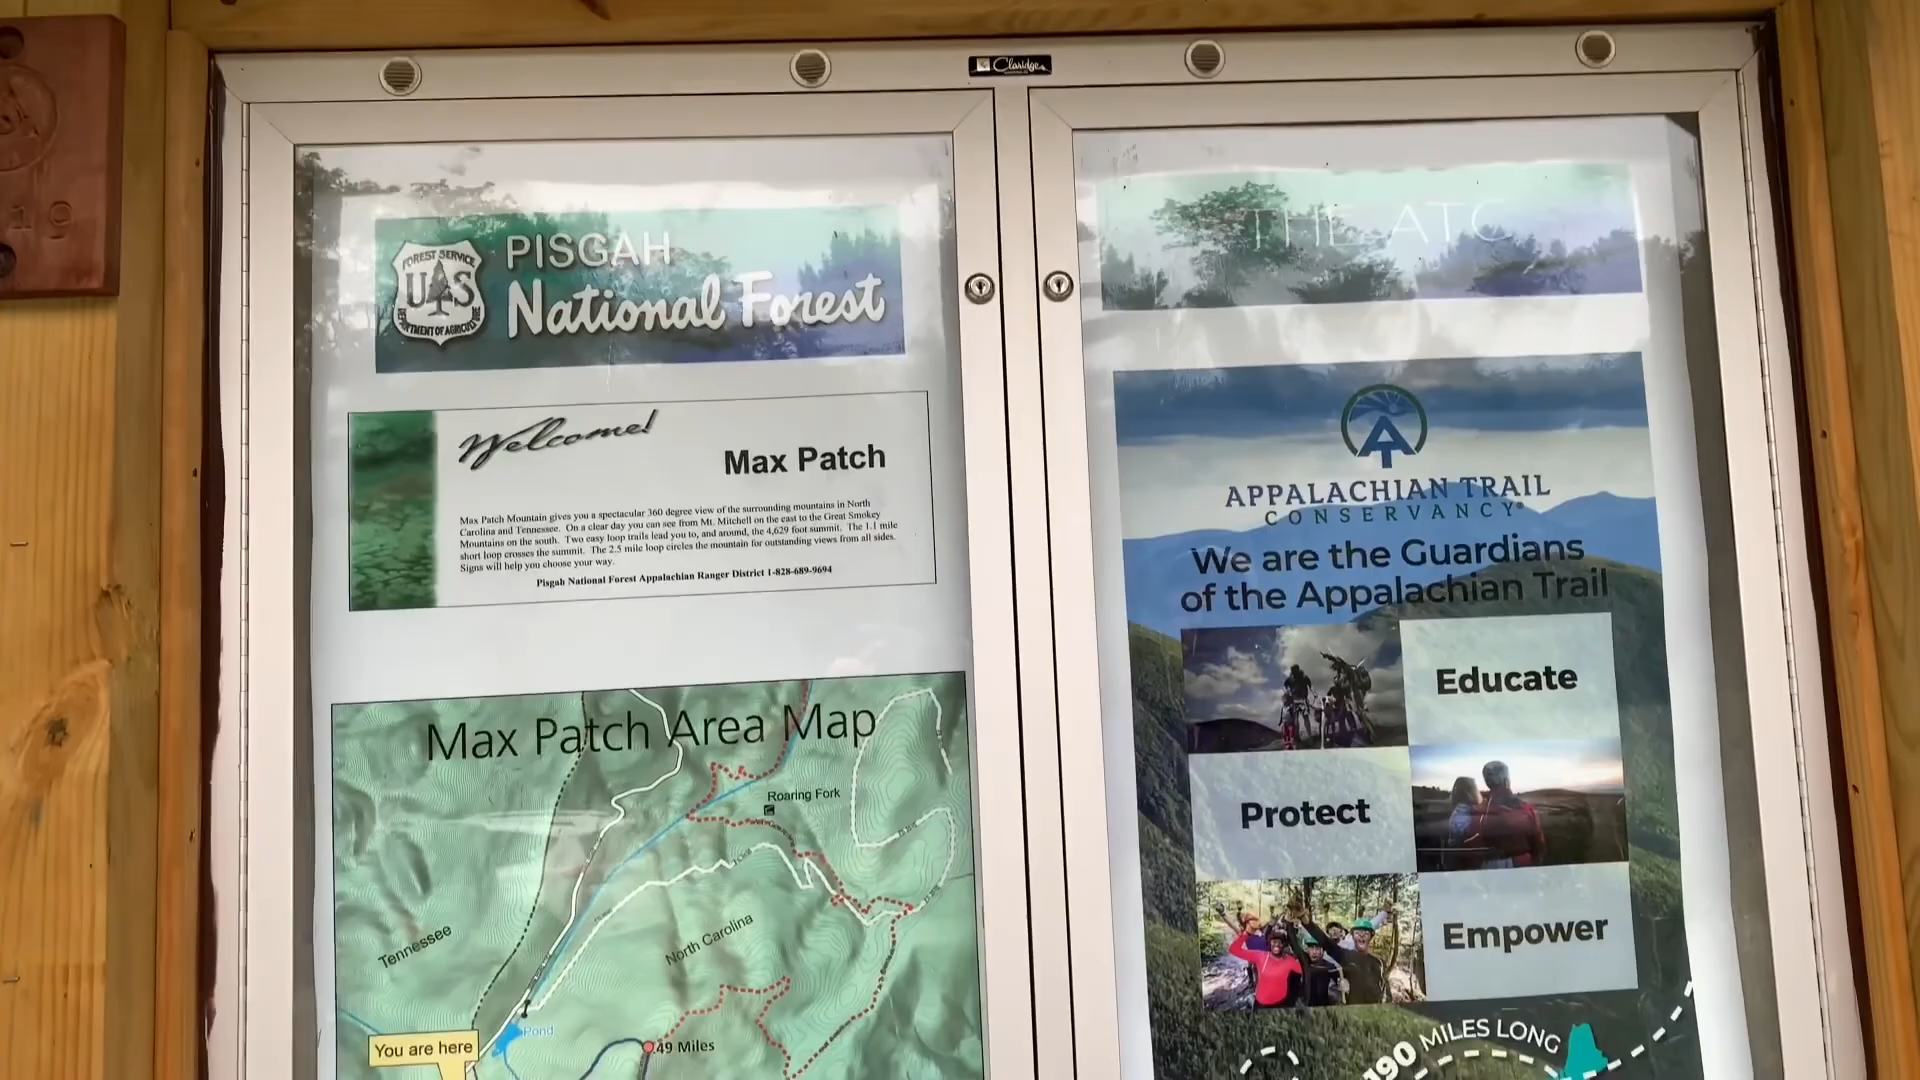 Claridge
19
FOREST SERVICE
US
DEPARTMENT OF AGRICULTURE
PISGAH
National Forest
Welcome!
Max Patch
Max Patch Mountain gives you a spectacular 360 degree view of the surrounding mountains in North
Carolina and Tennessee. On a clear day you can see from Mt. Mitchell on the east to the Great Smokey
Mountains on the south. Two easy loop trails lead you to, and around, the 4,629 foot summit. The 1.1 mile
short loop crosses the summit. The 2.5 mile loop circles the mountain for outstanding views from all sides.
Signs will help you choose your way.
Pisgah National Forest Appalachian Ranger District 1-828-689-9694
Max Patch Area Map
Roaring Fork
Tennessee
North Carolina
Pond
You are here
.49 Miles
THE ATC
APPALACHIAN TRAIL
CONSERVANCY®
We are the Guardians
of the Appalachian Trail
Educate
Protect
Empower
190 MILES LONG